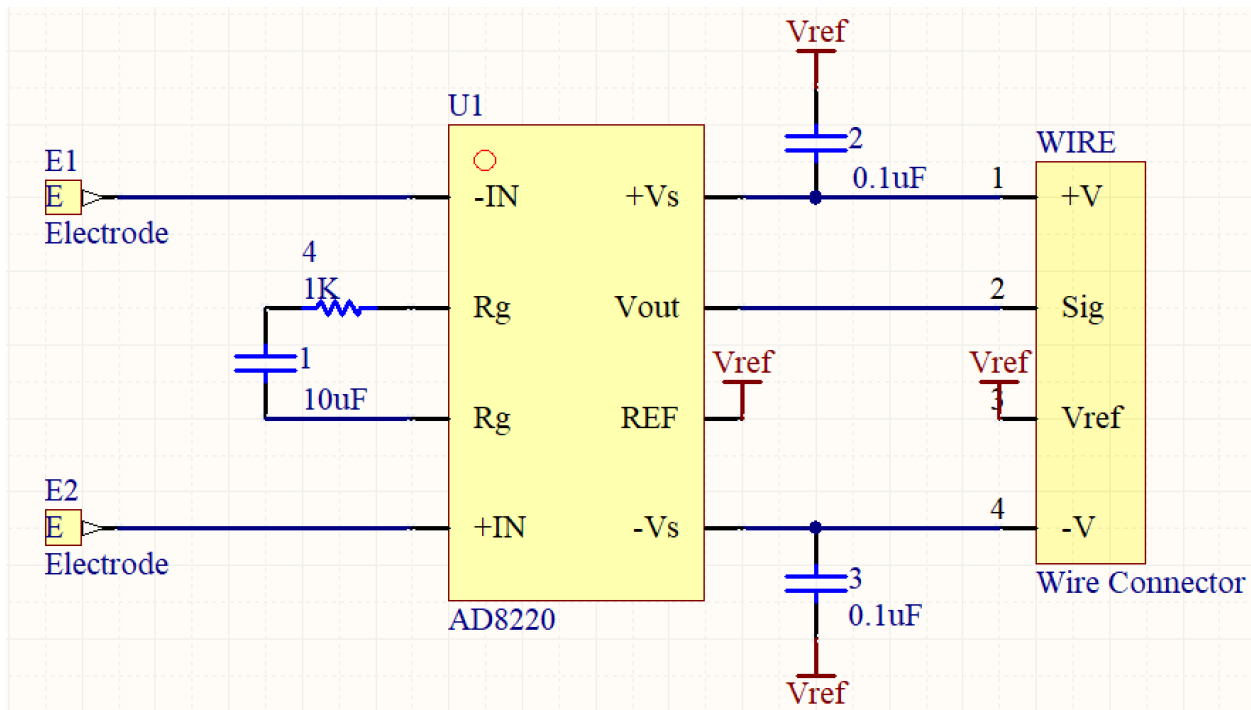 Vref
U1
E1
E
Electrode
-IN
+Vs
2
0.1uF
WIRE
1
+V
4
1K
Rg
Vout
2
Sig
1
10uF
Vref
Vref
Rg
REF
3
Vref
E2
E
Electrode
+IN
-Vs
4
-V
3
0.1uF
Wire Connector
AD8220
Vref